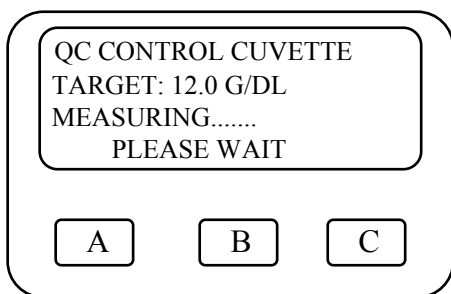 QC CONTROL CUVETTE
TARGET: 12.0 G/DL
MEASURING.......
PLEASE WAIT
A B C